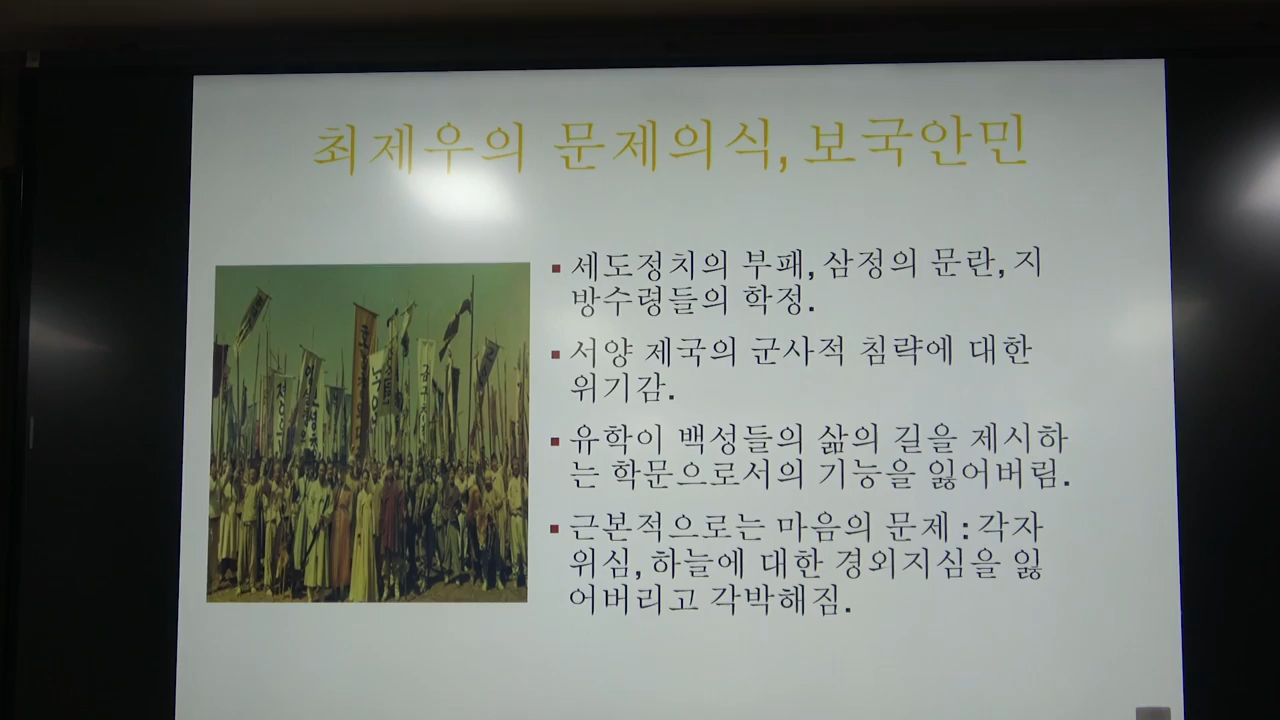 최제우의 문제의식, 보국안민
세도정치의 부패, 삼정의 문란, 지
방수령들의 학정.
서양 제국의 군사적 침략에 대한
위기감.
유학이 백성들의 삶의 길을 제시하
는 학문으로서의 기능을 잃어버림.
근본적으로는 마음의 문제 : 각자
위심, 하늘에 대한 경외지심을 잃
어버리고 각박해짐.